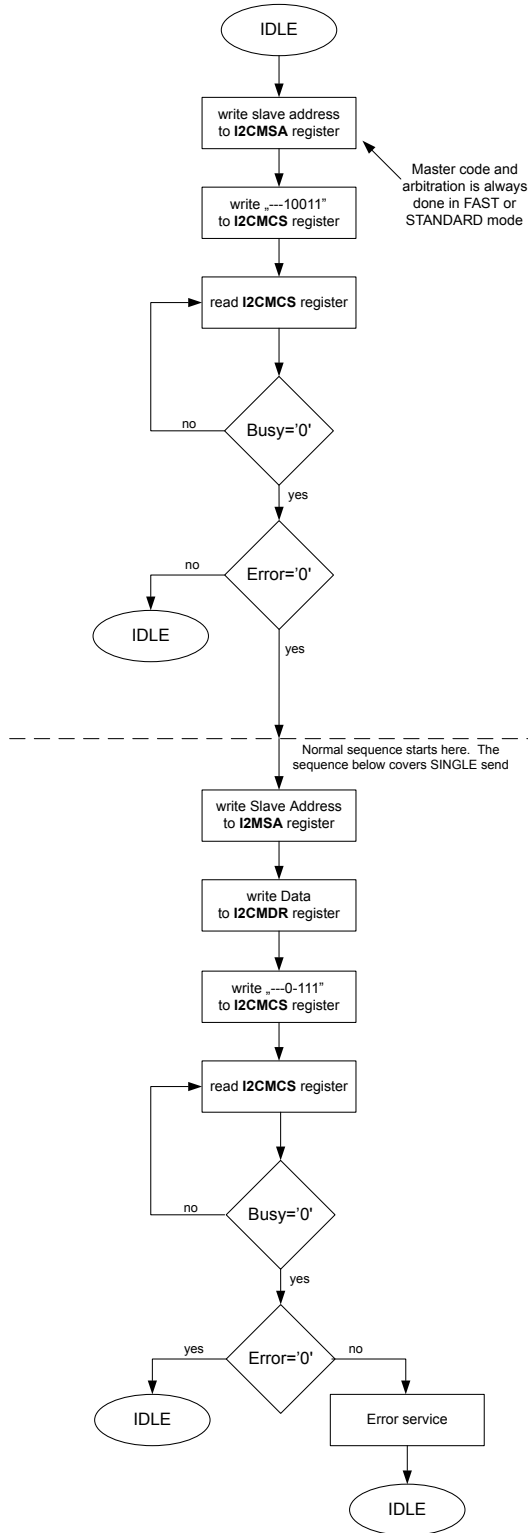 IDLE
write slave address
to I2CMSA register
Master code and
arbitration is always
done in FAST or
STANDARD mode
write „---10011”
to I2CMCS register
read I2CMCS register
Busy=’0'
no
yes
Error=’0'
no
IDLE
yes
Normal sequence starts here. The
sequence below covers SINGLE send
write Slave Address
to I2MSA register
write Data
to I2CMDR register
write „---0-111”
to I2CMCS register
read I2CMCS register
Busy=’0'
no
yes
Error=’0'
yes
no
IDLE
Error service
IDLE